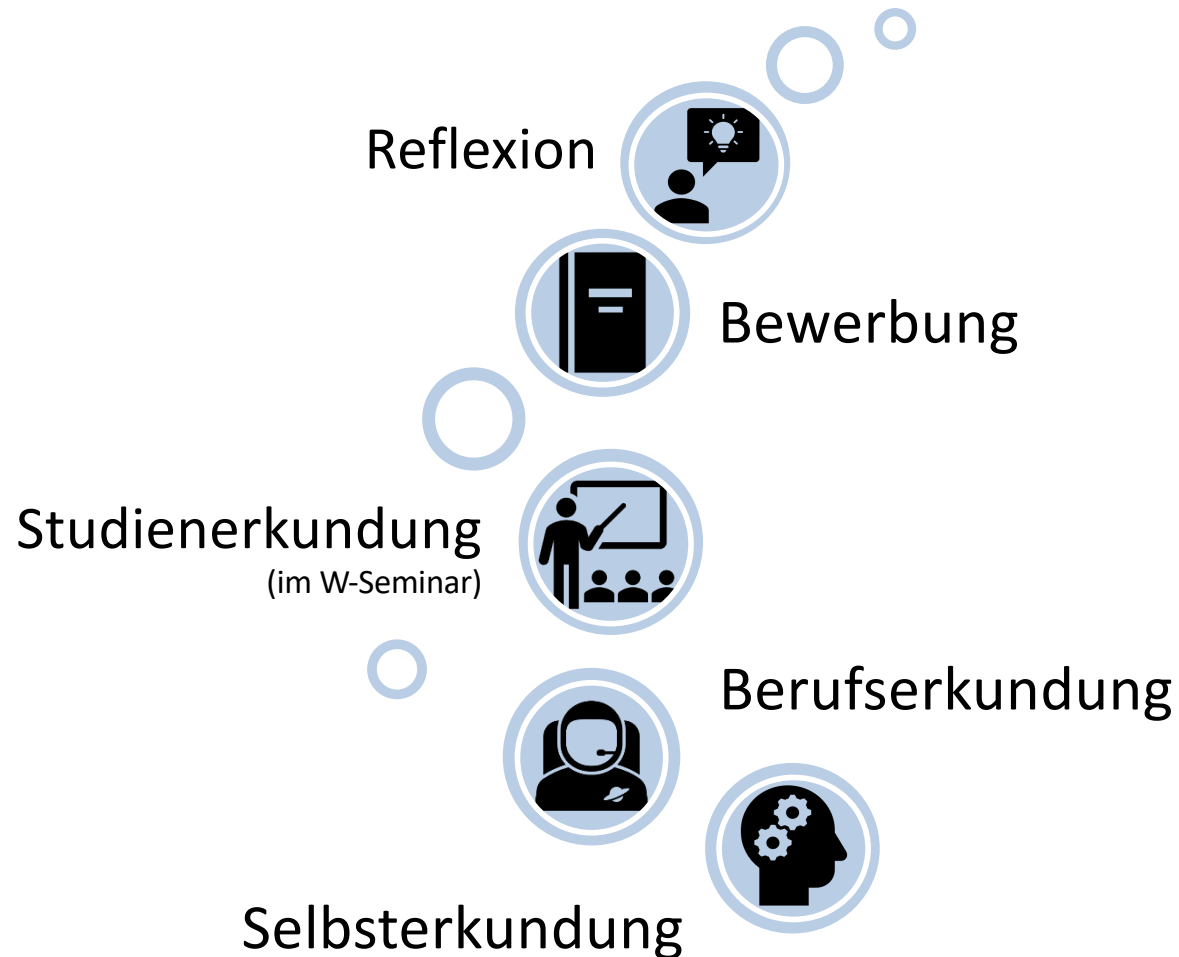 Reflexion
Bewerbung
Studienerkundung
(im W-Seminar)
Berufserkundung
Selbsterkundung